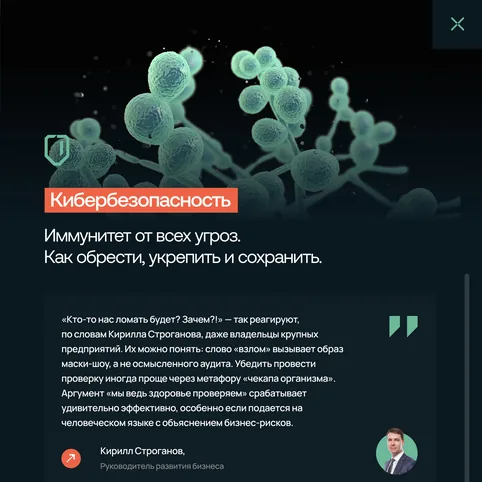 Кибербезопасность
Иммунитет от всех угроз.
Как обрести, укрепить и сохранить.
«Кто-то нас ломать будет? Зачем?!» — так реагируют,
по словам Кирилла Строганова, даже владельцы крупных
предприятий. Их можно понять: слово «взлом» вызывает образ
маски-шоу, а не осмысленного аудита. Убедить провести
проверку иногда проще через метафору «чекапа организма».
Аргумент «мы ведь здоровье проверяем» срабатывает
удивительно эффективно, особенно если подается на
человеческом языке с объяснением бизнес-рисков.
Кирилл Строганов,
Руководитель развития бизнеса